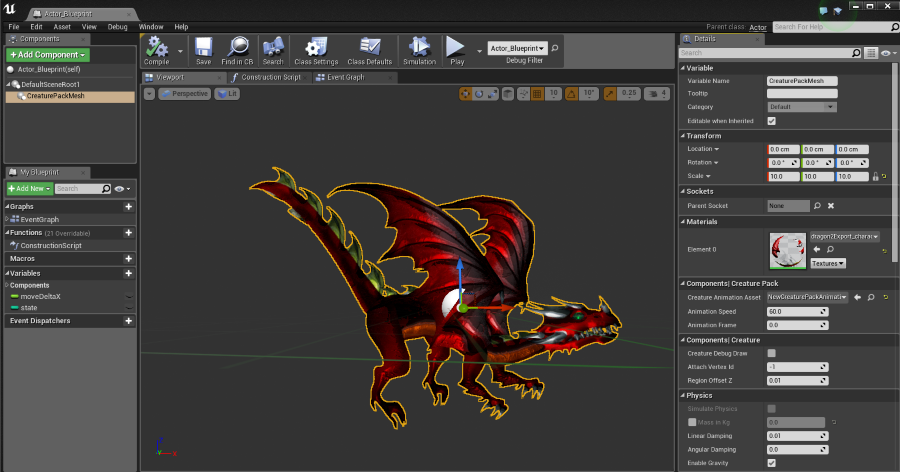 Actor_Blueprint
File Edit Asset View Debug Window Help
Parent class: Actor
Search For Help
Components
+ Add Component
Actor_Blueprint(self)
DefaultSceneRoot1
CreaturePackMesh
My Blueprint
+ Add New
Search
Graphs
EventGraph
Functions (21 Overridable)
ConstructionScript
Macros
Variables
Components
moveDeltaX
state
Event Dispatchers
Compile
Save
Find in CB
Search
Class Settings
Class Defaults
Simulation
Play
Actor_Blueprint
Debug Filter
Viewport
Construction Script
Event Graph
Perspective
Lit
10
10°
0.25
4
Details
Search
Variable
Variable Name CreaturePackMesh
Tooltip
Category Default
Editable when Inherited
Transform
Location 0.0 cm 0.0 cm 0.0 cm
Rotation 0.0 ° 0.0 ° 0.0 °
Scale 10.0 10.0 10.0
Sockets
Parent Socket None
Materials
Element 0
dragon2Export_charac
Textures
Components| Creature Pack
Creature Animation Asset NewCreaturePackAnimati
Animation Speed 60.0
Animation Frame 0.0
Components| Creature
Creature Debug Draw
Attach Vertex Id -1
Region Offset Z 0.01
Physics
Simulate Physics
Mass in Kg 0.0
Linear Damping 0.01
Angular Damping 0.0
Enable Gravity